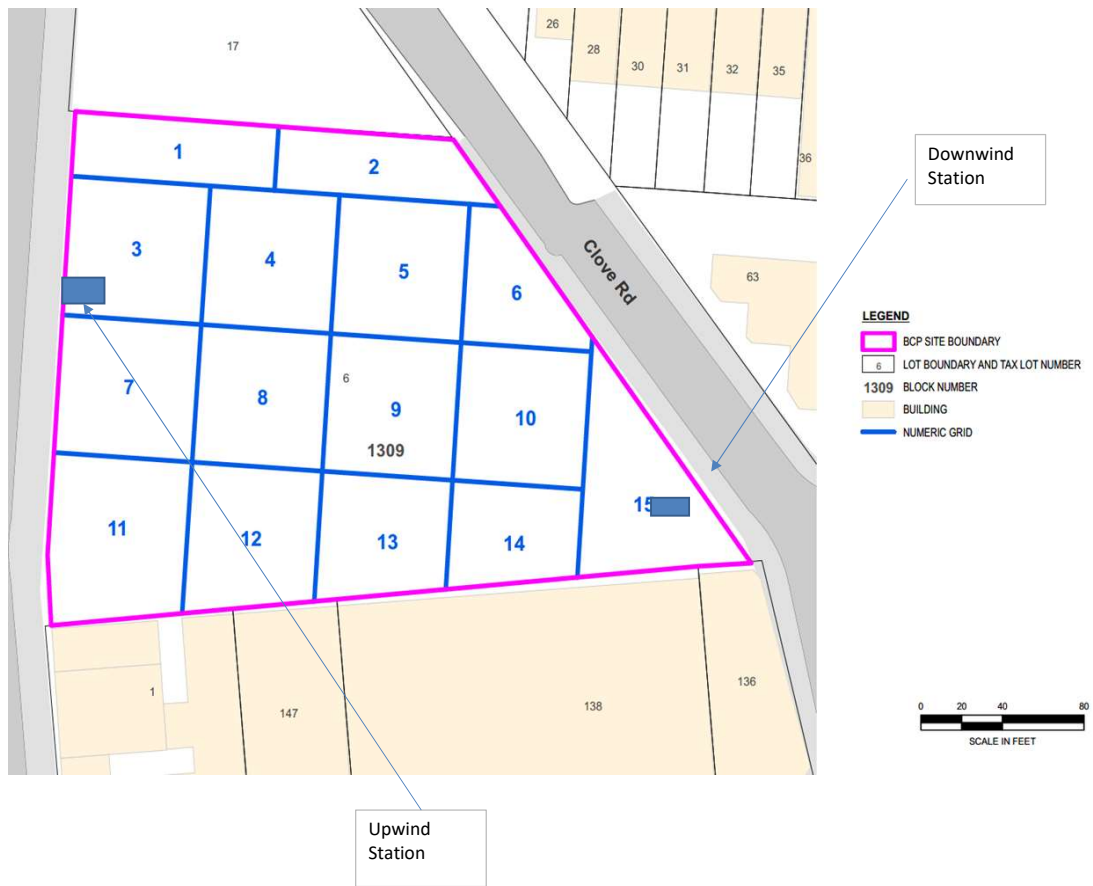 17
26
28
30
31
32
35
36
1
2
Downwind
Station
3
4
5
6
Clove Rd
63
LEGEND
BCP SITE BOUNDARY
6 LOT BOUNDARY AND TAX LOT NUMBER
1309 BLOCK NUMBER
BUILDING
NUMERIC GRID
7
8
6
9
10
1309
11
12
13
14
15
1
147
138
136
0 20 40 80
SCALE IN FEET
Upwind
Station